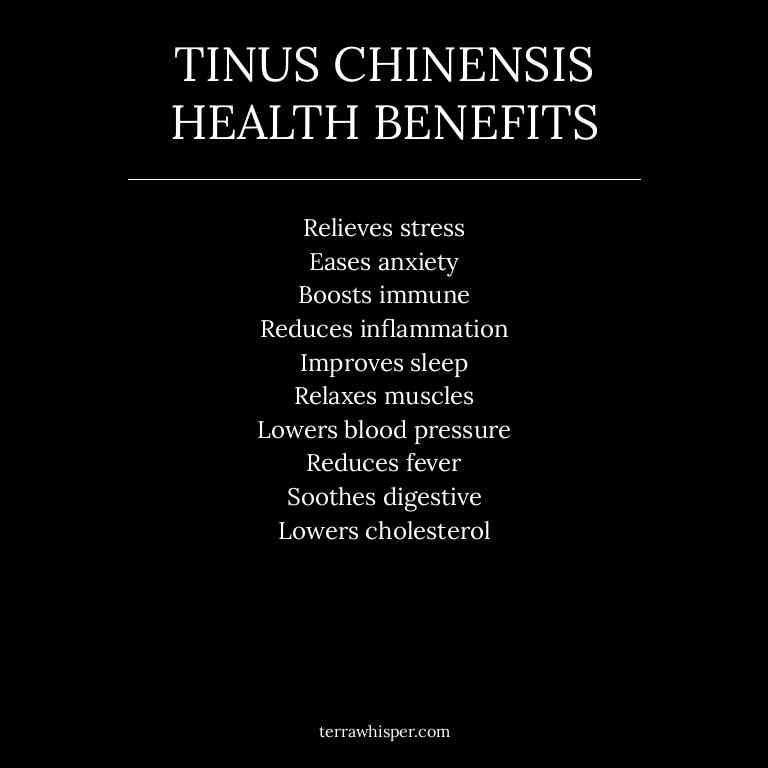 TINUS CHINENSIS
HEALTH BENEFITS
Relieves stress
Eases anxiety
Boosts immune
Reduces inflammation
Improves sleep
Relaxes muscles
Lowers blood pressure
Reduces fever
Soothes digestive
Lowers cholesterol
terrawhisper.com